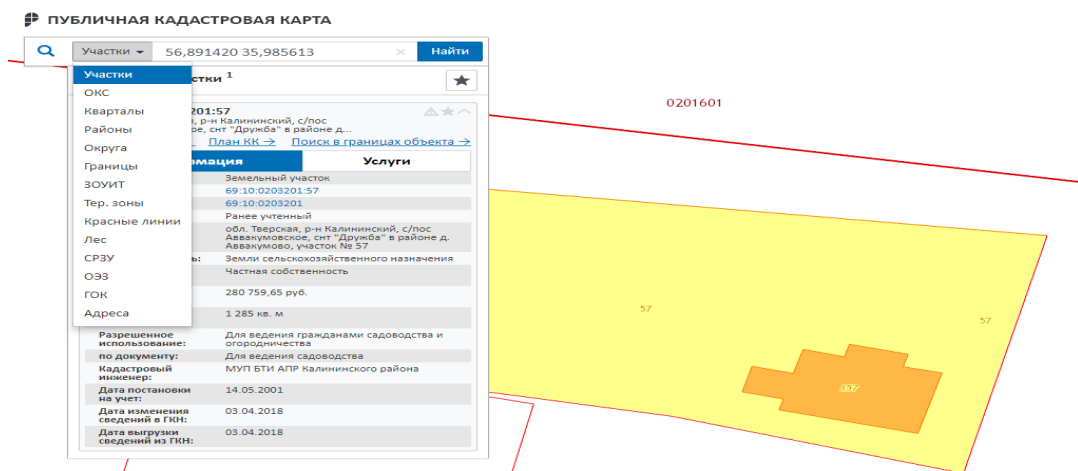 ПУБЛИЧНАЯ КАДАСТРОВАЯ КАРТА
Участки 56,891420 35,985613 × Найти
Участки
ОКС
Кварталы
Районы
Округа
Границы
ЗОУИТ
Тер. зоны
Красные линии
Лес
СРЗУ
ОЭЗ
ГОК
Адреса
стки 1
201:57
, р-н Калининский, с/пос
ое, снт "Дружба" в районе д...
План КК → Поиск в границах объекта →
мация Услуги
Земельный участок
69:10:0203201:57
69:10:0203201
Ранее учтенный
обл. Тверская, р-н Калининский, с/пос
Аввакумовское, снт "Дружба" в районе д.
Аввакумово, участок № 57
ь: Земли сельскохозяйственного назначения
Частная собственность
280 759,65 руб.
1 285 кв. м
Разрешенное использование: Для ведения гражданами садоводства и огородничества
по документу: Для ведения садоводства
Кадастровый инженер: МУП БТИ АПР Калининского района
Дата постановки на учет: 14.05.2001
Дата изменения сведений в ГКН: 03.04.2018
Дата выгрузки сведений из ГКН: 03.04.2018
0201601
57
57
357